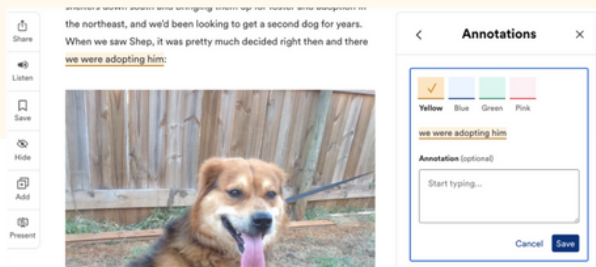 shelters down south and bringing them up for foster and adoption in
the northeast, and we'd been looking to get a second dog for years.
When we saw Shep, it was pretty much decided right then and there
we were adopting him:
Share
Listen
Save
Hide
Add
Present
Annotations
Yellow Blue Green Pink
we were adopting him
Annotation (optional)
Start typing...
Cancel Save